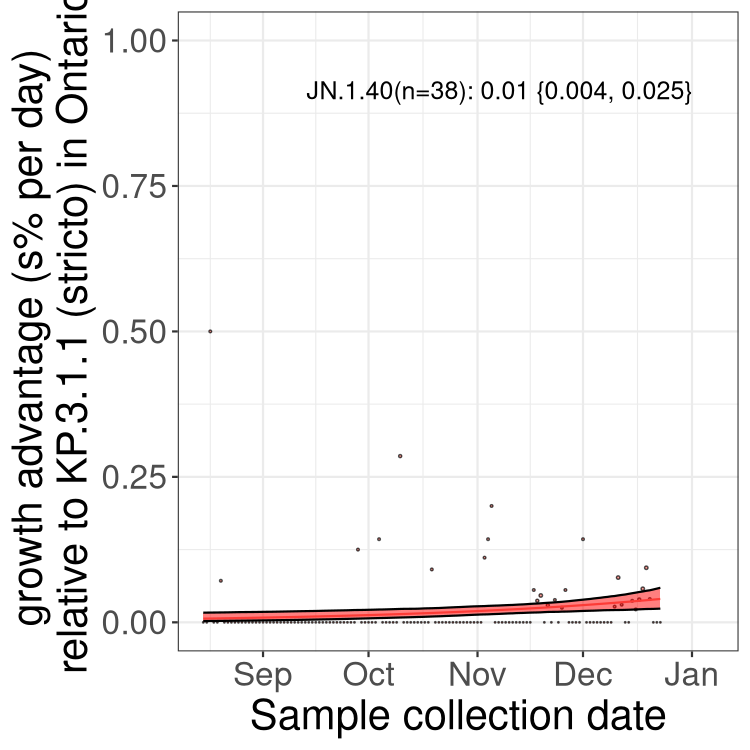 growth advantage (s% per day)
relative to KP.3.1.1 (stricto) in Ontario
1.00
0.75
0.50
0.25
0.00
JN.1.40(n=38): 0.01 {0.004, 0.025}
Sep Oct Nov Dec Jan
Sample collection date